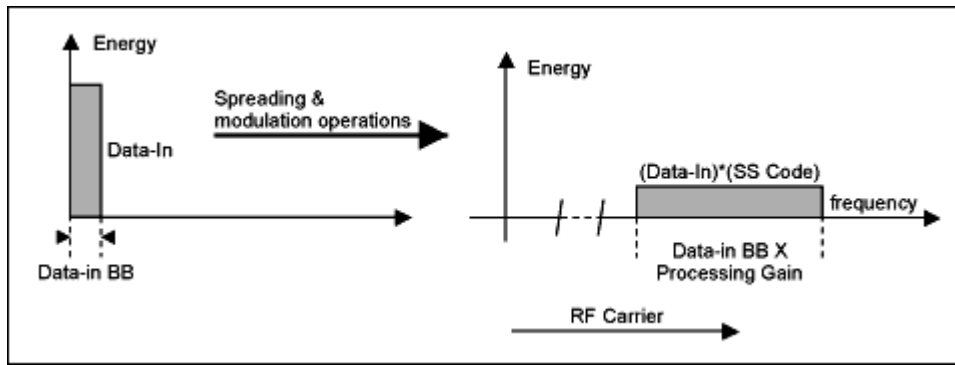 Energy
Data-In
Data-in BB
Spreading &
modulation operations
Energy
(Data-In)*(SS Code)
frequency
Data-in BB X
Processing Gain
RF Carrier